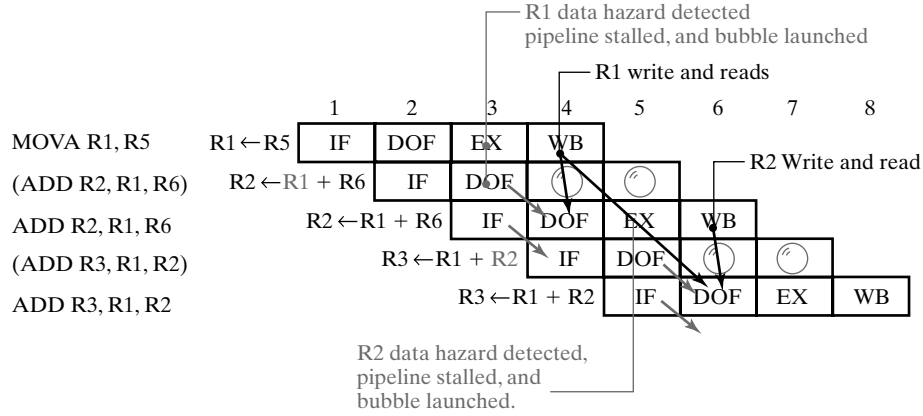 R1 data hazard detected
pipeline stalled, and bubble launched
R1 write and reads
1 2 3 4 5 6 7 8
MOVA R1, R5 R1←R5 IF DOF EX WB
R2 Write and read
(ADD R2, R1, R6) R2←R1 + R6 IF DOF
ADD R2, R1, R6 R2←R1 + R6 IF DOF EX WB
(ADD R3, R1, R2) R3←R1 + R2 IF DOF
ADD R3, R1, R2 R3←R1 + R2 IF DOF EX WB
R2 data hazard detected,
pipeline stalled, and
bubble launched.